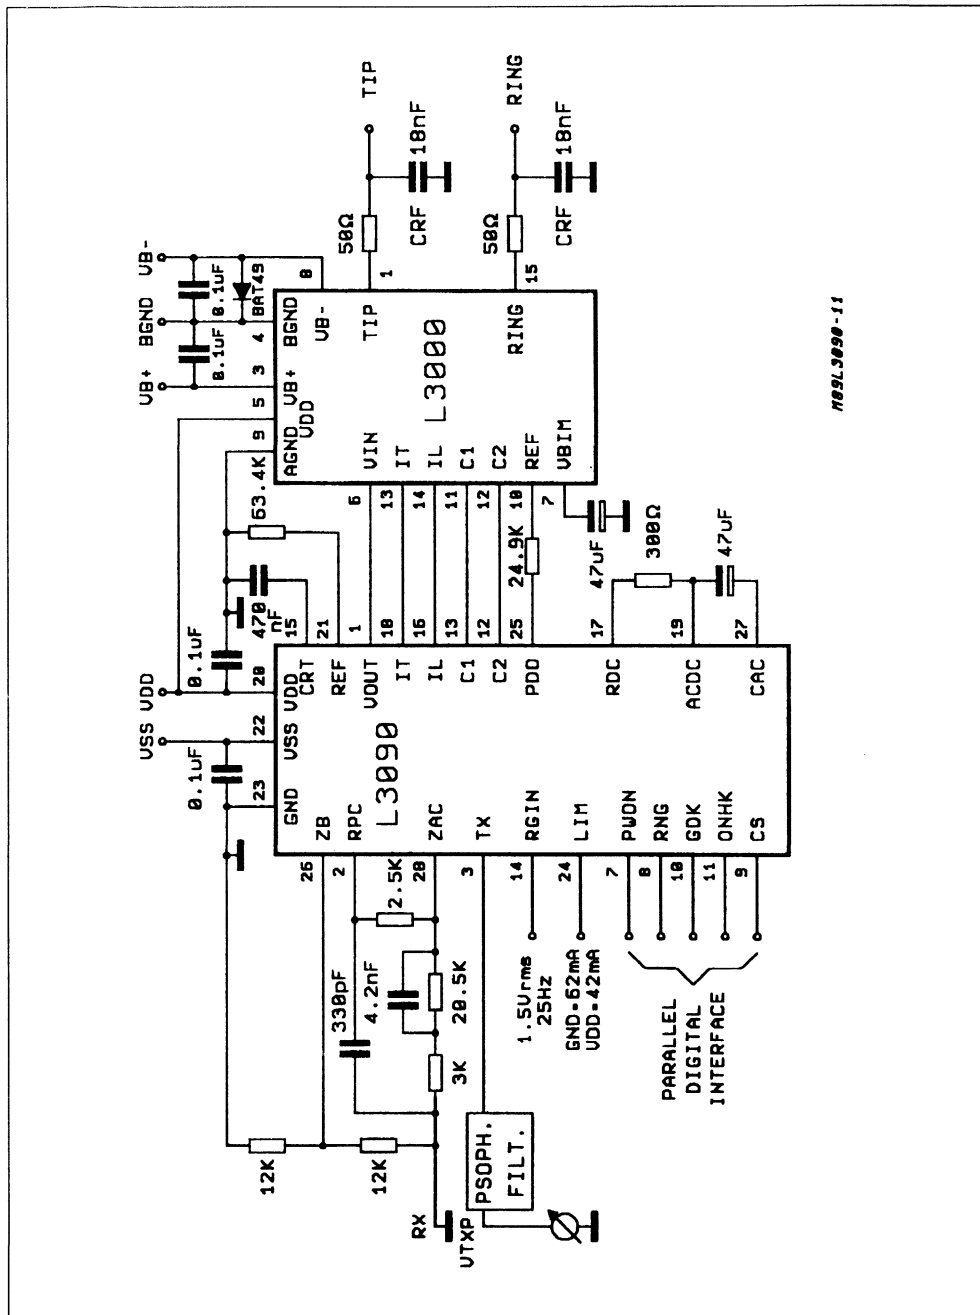 VSS
VDD
VB+
BGND
VB-
0.1uF
0.1uF
470
nF
63.4K
0.1uF
0.1uF
BAT49
23
22
20
15
21
9
5
3
4
8
GND
VSS
VDD
CRT
REF
AGND
VDD
VB+
BGND
VB-
26
ZB
2
RPC
28
ZAC
3
TX
14
RGIN
24
LIM
7
PWDN
8
RNG
10
GDK
11
ONHK
9
CS
L3090
VOUT
1
IT
18
IL
16
C1
13
C2
12
PDD
25
RDC
17
ACDC
19
CAC
27
24.9K
47uF
300Ω
47uF
6
VIN
13
IT
14
IL
11
C1
12
C2
10
REF
7
VBIM
L3000
TIP
1
RING
15
50Ω
TIP
CRF
18nF
50Ω
RING
CRF
18nF
12K
12K
330pF
4.2nF
2.5K
20.5K
3K
RX
VTXP
PSOPH.
FILT.
1.5Vrms
25Hz
GND=62mA
VDD=42mA
PARALLEL
DIGITAL
INTERFACE
M89L3090-11